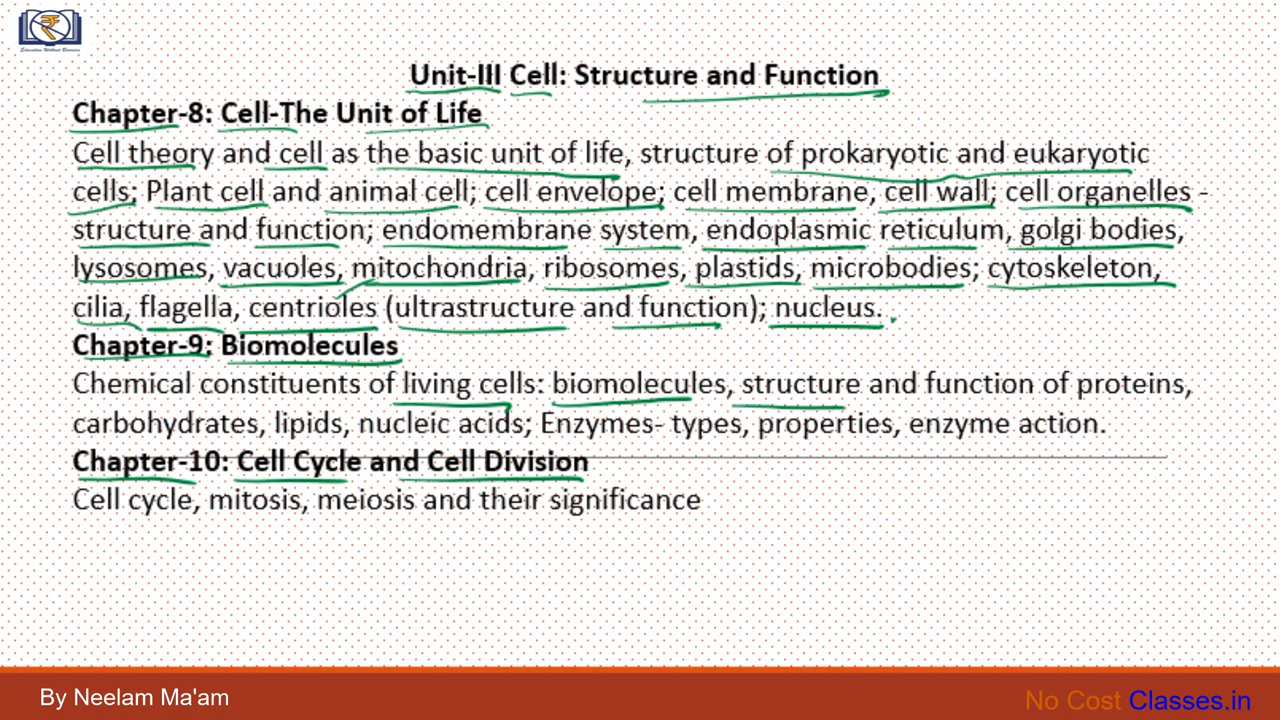 Education Without Barriers
Unit-III Cell: Structure and Function
Chapter-8: Cell-The Unit of Life
Cell theory and cell as the basic unit of life, structure of prokaryotic and eukaryotic
cells; Plant cell and animal cell; cell envelope; cell membrane, cell wall; cell organelles -
structure and function; endomembrane system, endoplasmic reticulum, golgi bodies,
lysosomes, vacuoles, mitochondria, ribosomes, plastids, microbodies; cytoskeleton,
cilia, flagella, centrioles (ultrastructure and function); nucleus.
Chapter-9: Biomolecules
Chemical constituents of living cells: biomolecules, structure and function of proteins,
carbohydrates, lipids, nucleic acids; Enzymes- types, properties, enzyme action.
Chapter-10: Cell Cycle and Cell Division
Cell cycle, mitosis, meiosis and their significance
By Neelam Ma'am
No Cost Classes.in